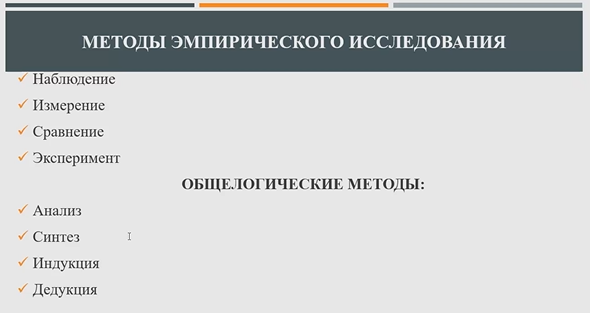 МЕТОДЫ ЭМПИРИЧЕСКОГО ИССЛЕДОВАНИЯ
Наблюдение
Измерение
Сравнение
Эксперимент
ОБЩЕЛОГИЧЕСКИЕ МЕТОДЫ:
Анализ
Синтез
Индукция
Дедукция